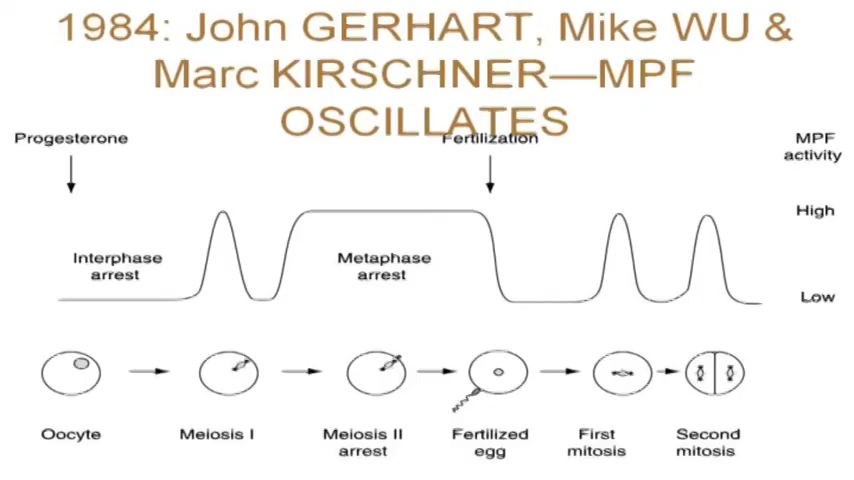 1984: John GERHART, Mike WU &
Marc KIRSCHNER—MPF
OSCILLATES
Progesterone
Fertilization
MPF
activity
High
Interphase
arrest
Metaphase
arrest
Low
Oocyte
Meiosis I
Meiosis II
arrest
Fertilized
egg
First
mitosis
Second
mitosis